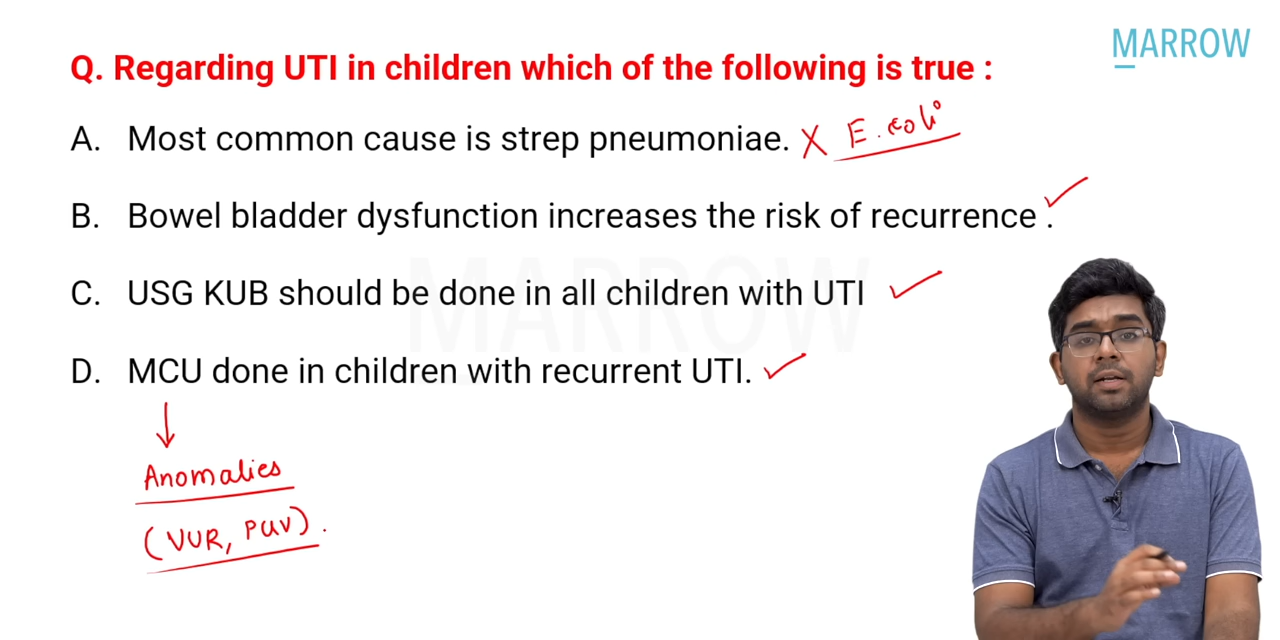 MARROW
Q. Regarding UTI in children which of the following is true :
A. Most common cause is strep pneumoniae. X E.coli
B. Bowel bladder dysfunction increases the risk of recurrence .
C. USG KUB should be done in all children with UTI
D. MCU done in children with recurrent UTI.
MARROW
Anomalies
(VUR, PUV).